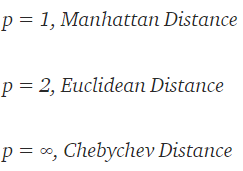 p = 1, Manhattan Distance
p = 2, Euclidean Distance
p = ∞, Chebychev Distance